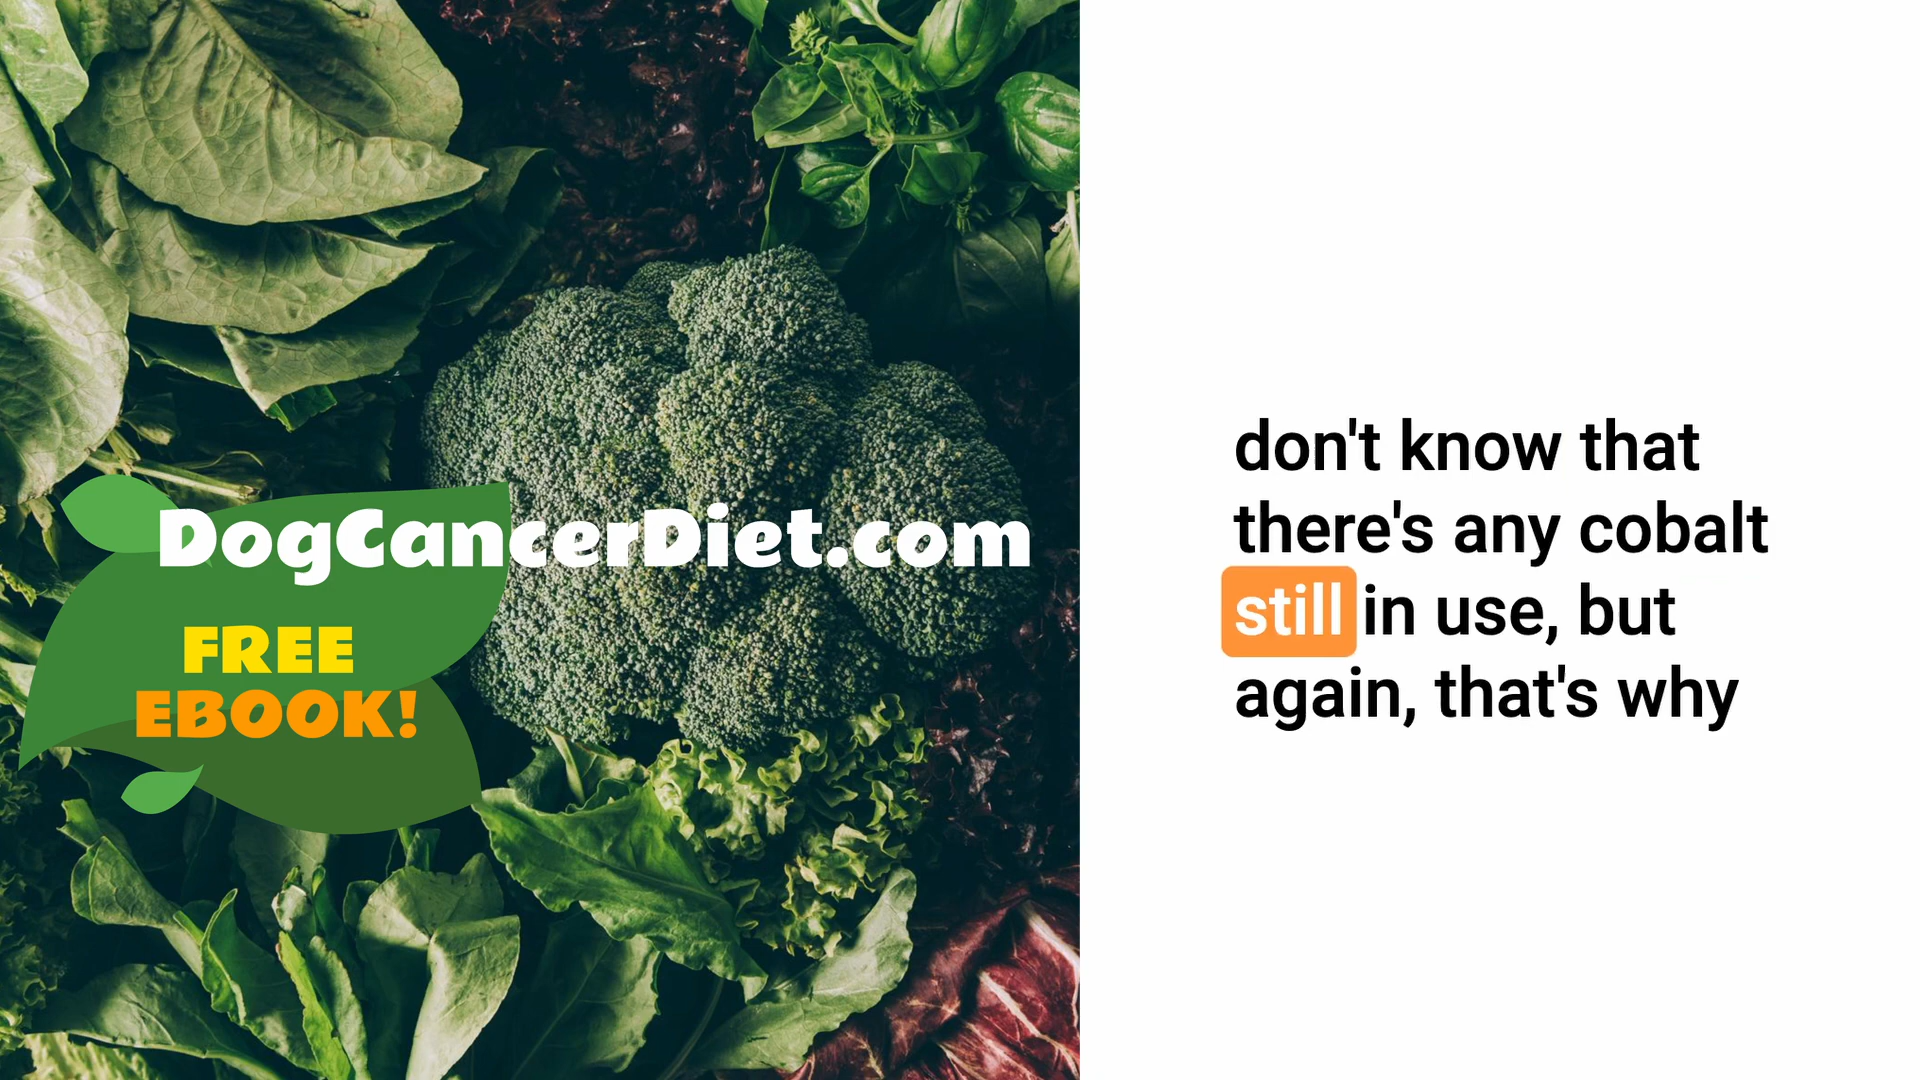 DogCancerDiet.com
FREE
EBOOK!
don't know that
there's any cobalt
still in use, but
again, that's why